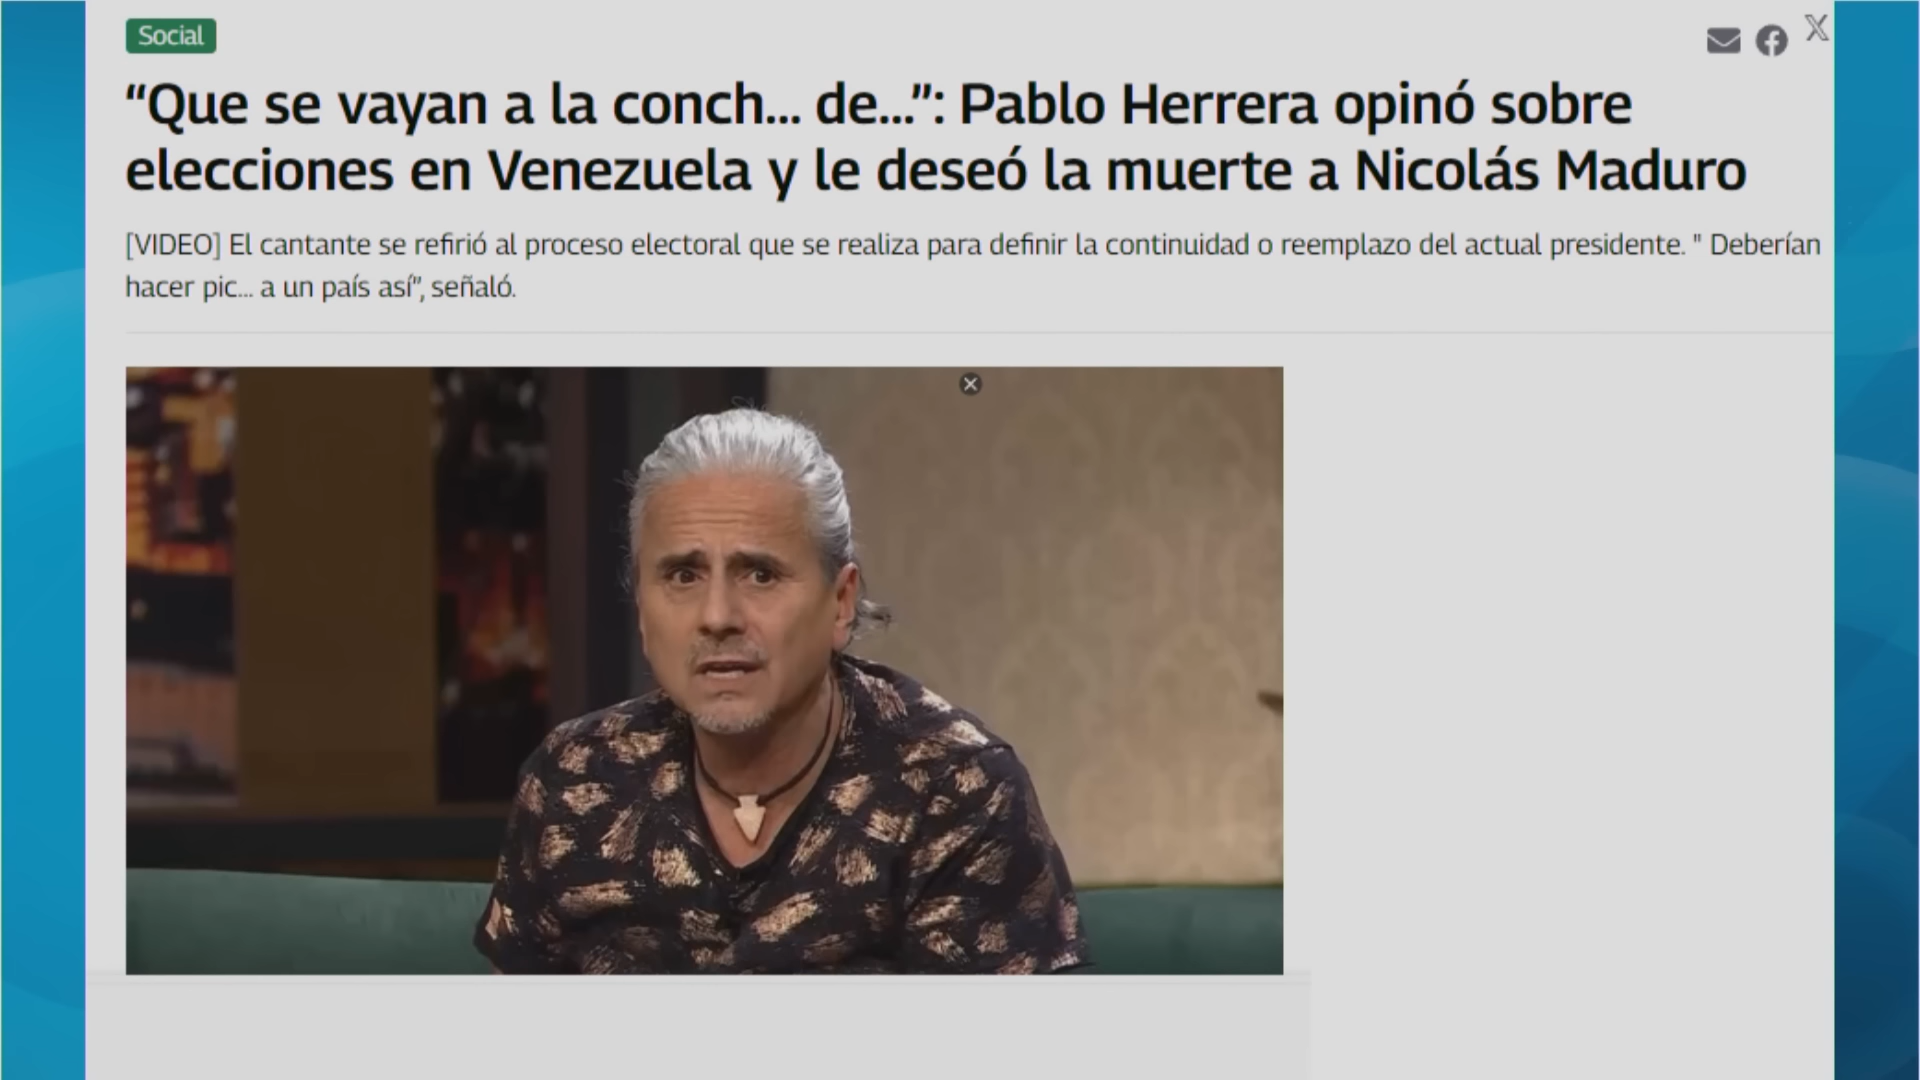 Social
“Que se vayan a la conch... de...”: Pablo Herrera opinó sobre
elecciones en Venezuela y le deseó la muerte a Nicolás Maduro
[VIDEO] El cantante se refirió al proceso electoral que se realiza para definir la continuidad o reemplazo del actual presidente. " Deberían
hacer pic... a un país así”, señaló.